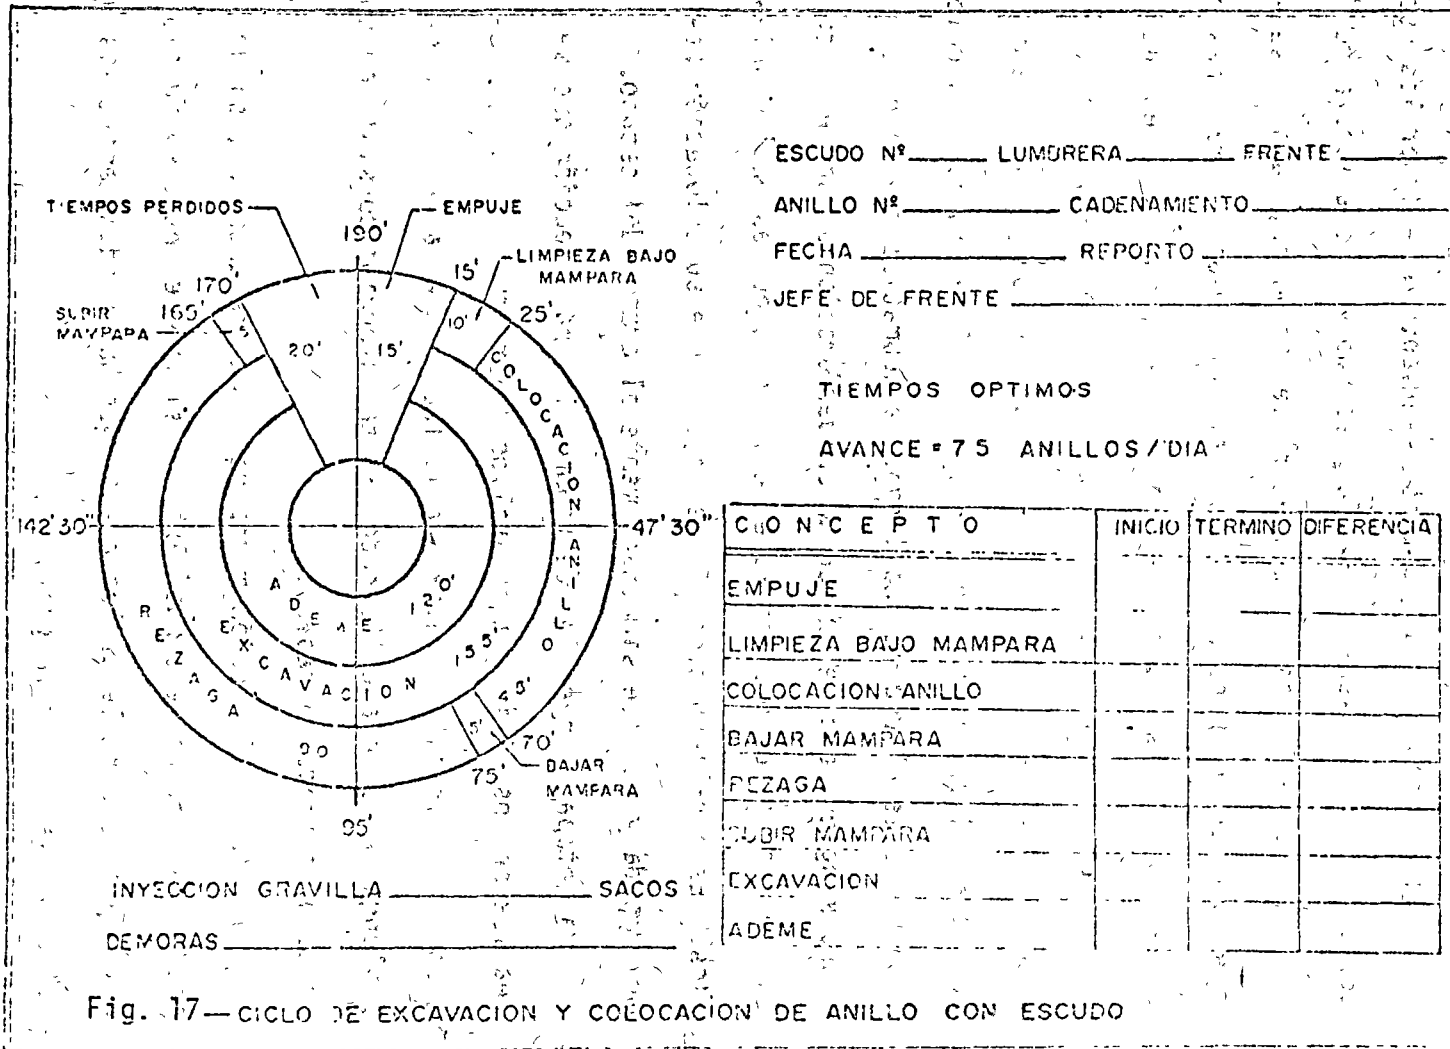 ESCUDO Nº LUMBRERA FRENTE
ANILLO Nº CADENAMIENTO
FECHA REPORTO
JEFE DE FRENTE
TIEMPOS PERDIDOS
EMPUJE
190'
LIMPIEZA BAJO
MAMPARA
15'
170'
165'
25'
SUBIR
MAMPARA
5'
20'
15'
10'
COLOCACION ANILLO
45'
TIEMPOS OPTIMOS
AVANCE = 7 5 ANILLOS / DIA
142'30"
47'30"
ADEME 120'
EXCAVACION 155'
REZAGA 90
5'
70'
75'
BAJAR
MAMPARA
95'
CONCEPTO INICIO TERMINO DIFERENCIA
EMPUJE
LIMPIEZA BAJO MAMPARA
COLOCACION ANILLO
BAJAR MAMPARA
REZAGA
SUBIR MAMPARA
EXCAVACION
ADEME
INYECCION GRAVILLA SACOS
DEMORAS
Fig. 17—CICLO DE EXCAVACION Y COLOCACION DE ANILLO CON ESCUDO